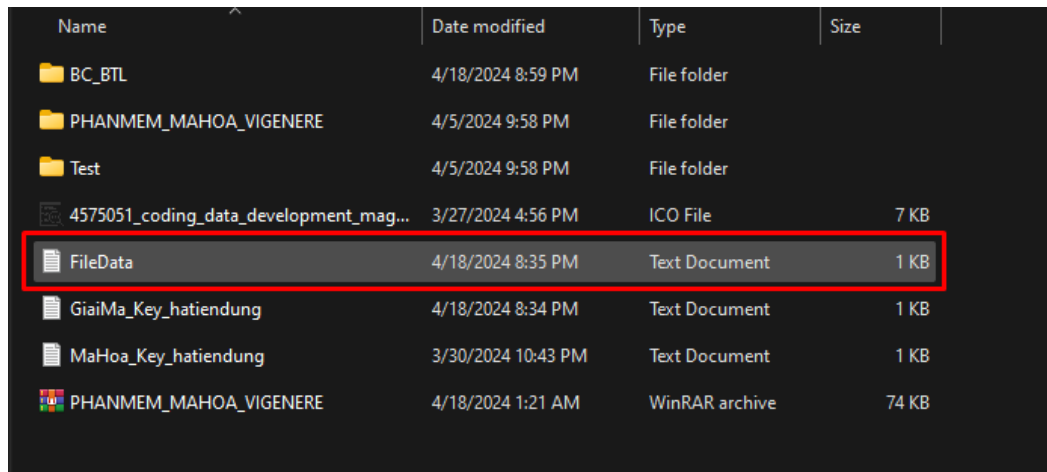 Name Date modified Type Size
BC_BTL 4/18/2024 8:59 PM File folder
PHANMEM_MAHOA_VIGENERE 4/5/2024 9:58 PM File folder
Test 4/5/2024 9:58 PM File folder
4575051_coding_data_development_mag... 3/27/2024 4:56 PM ICO File 7 KB
FileData 4/18/2024 8:35 PM Text Document 1 KB
GiaiMa_Key_hatiendung 4/18/2024 8:34 PM Text Document 1 KB
MaHoa_Key_hatiendung 3/30/2024 10:43 PM Text Document 1 KB
PHANMEM_MAHOA_VIGENERE 4/18/2024 1:21 AM WinRAR archive 74 KB